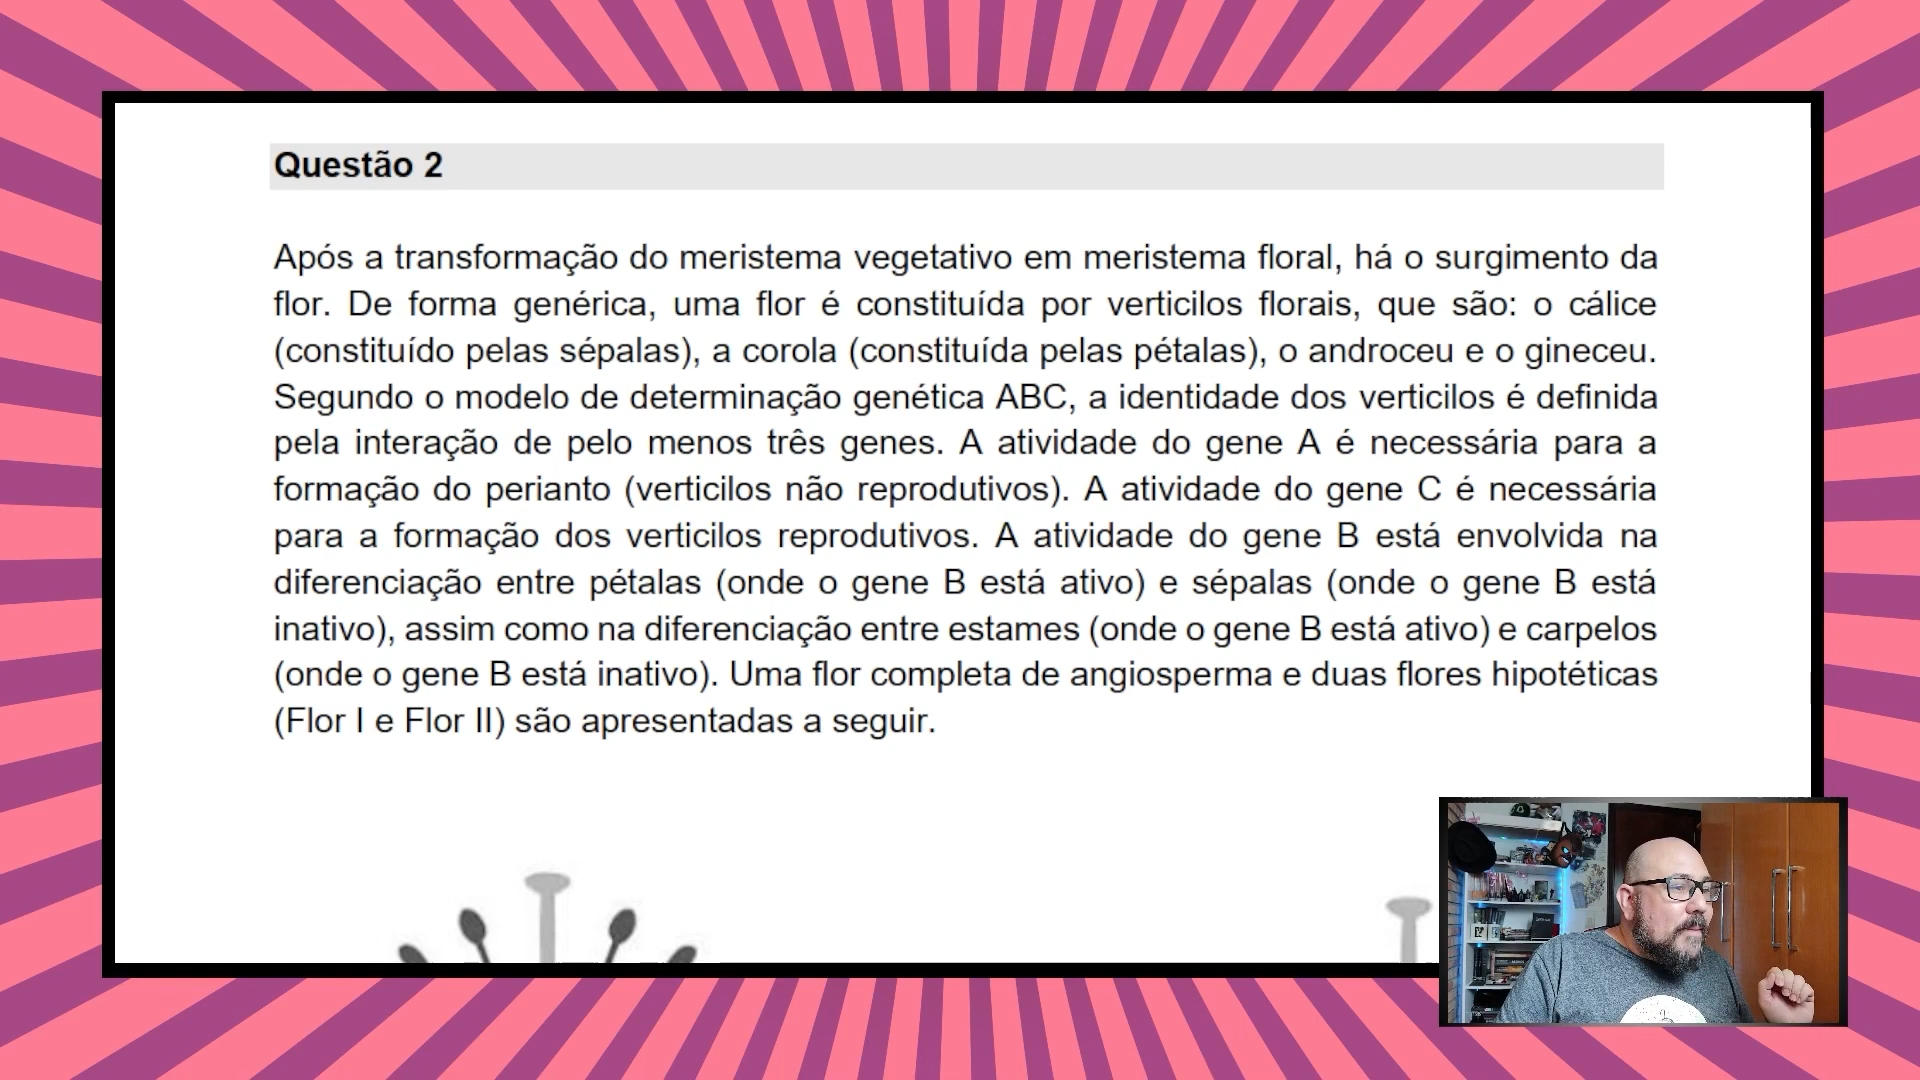 Questão 2
Após a transformação do meristema vegetativo em meristema floral, há o surgimento da
flor. De forma genérica, uma flor é constituída por verticilos florais, que são: o cálice
(constituído pelas sépalas), a corola (constituída pelas pétalas), o androceu e o gineceu.
Segundo o modelo de determinação genética ABC, a identidade dos verticilos é definida
pela interação de pelo menos três genes. A atividade do gene A é necessária para a
formação do perianto (verticilos não reprodutivos). A atividade do gene C é necessária
para a formação dos verticilos reprodutivos. A atividade do gene B está envolvida na
diferenciação entre pétalas (onde o gene B está ativo) e sépalas (onde o gene B está
inativo), assim como na diferenciação entre estames (onde o gene B está ativo) e carpelos
(onde o gene B está inativo). Uma flor completa de angiosperma e duas flores hipotéticas
(Flor I e Flor II) são apresentadas a seguir.